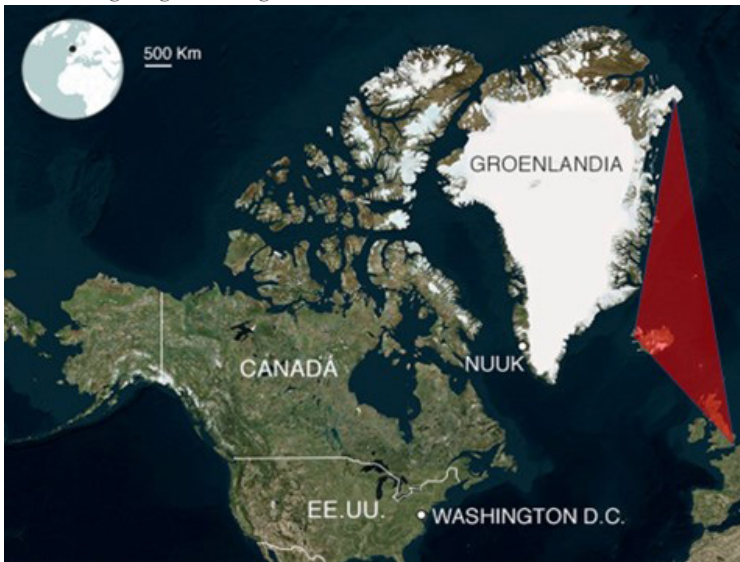 500 Km
GROENLANDIA
CANADÁ
NUUK
EE.UU.
WASHINGTON D.C.